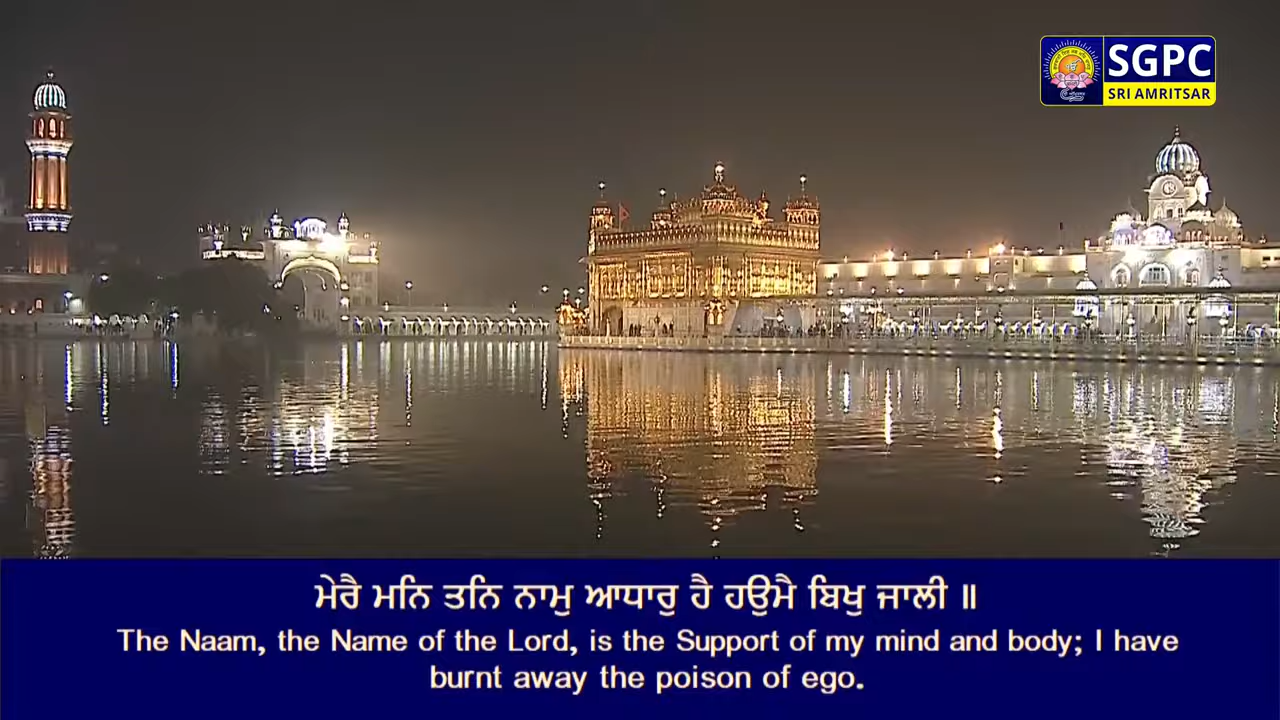 SGPC
SRI AMRITSAR
ਮੇਰੈ ਮਨਿ ਤਨਿ ਨਾਮੁ ਆਧਾਰੁ ਹੈ ਹਉਮੈ ਬਿਖੁ ਜਾਲੀ ॥
The Naam, the Name of the Lord, is the Support of my mind and body; I have
burnt away the poison of ego.